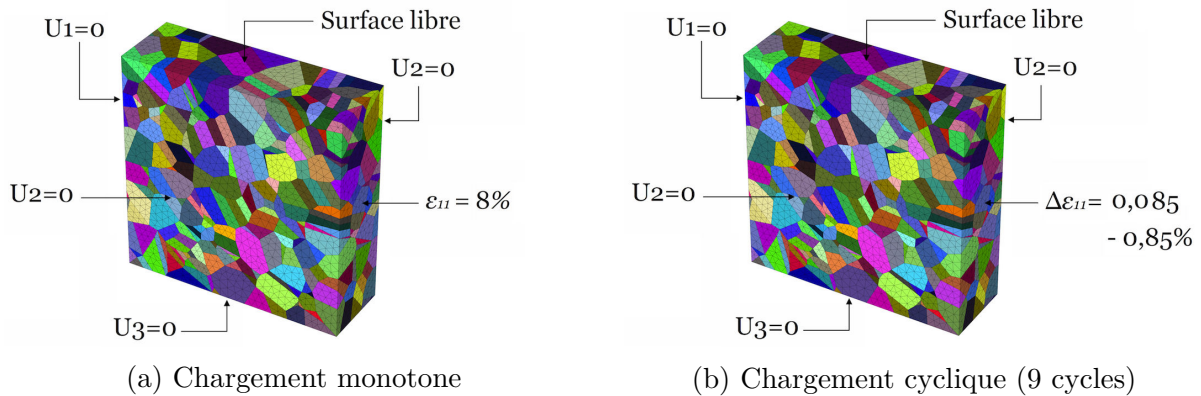 Surface libre
U1=0
U2=0
U2=0
ε₁₁ = 8%
U3=0
(a) Chargement monotone
Surface libre
U1=0
U2=0
U2=0
Δε₁₁= 0,085
- 0,85%
U3=0
(b) Chargement cyclique (9 cycles)